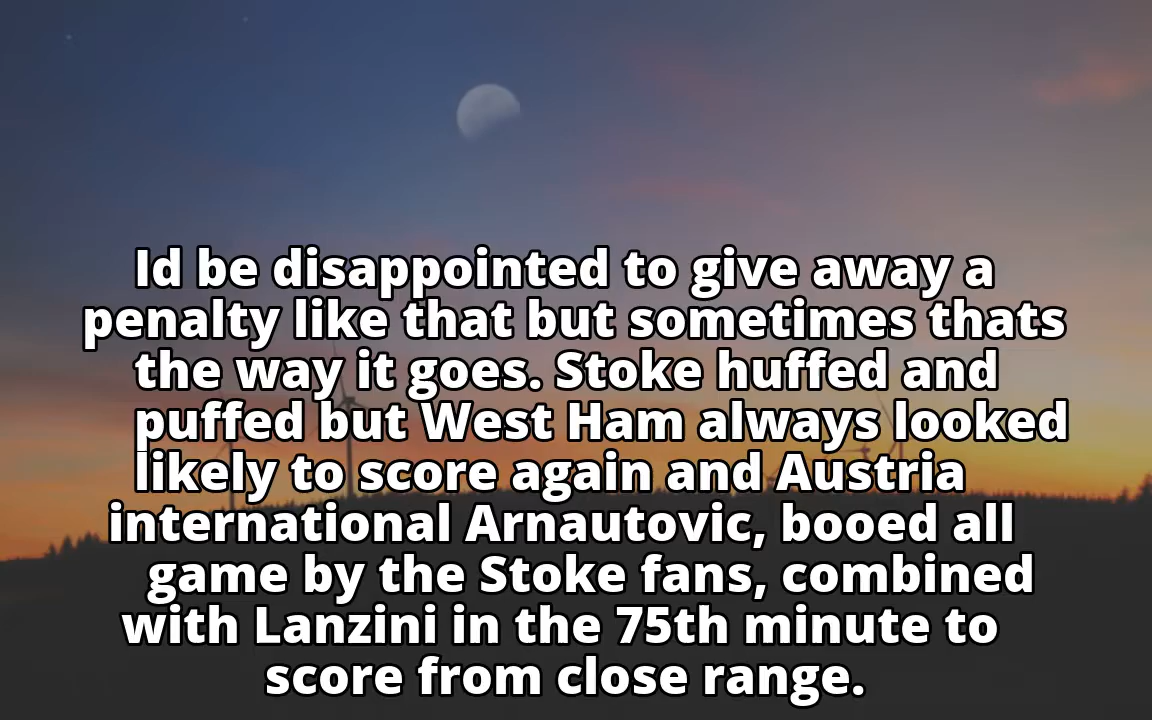 Id be disappointed to give away a
penalty like that but sometimes thats
the way it goes. Stoke huffed and
puffed but West Ham always looked
likely to score again and Austria
international Arnautovic, booed all
game by the Stoke fans, combined
with Lanzini in the 75th minute to
score from close range.